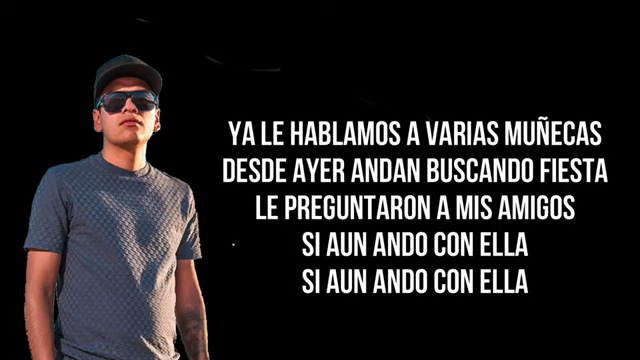 YA LE HABLAMOS A VARIAS MUÑECAS
DESDE AYER ANDAN BUSCANDO FIESTA
LE PREGUNTARON A MIS AMIGOS
SI AUN ANDO CON ELLA
SI AUN ANDO CON ELLA